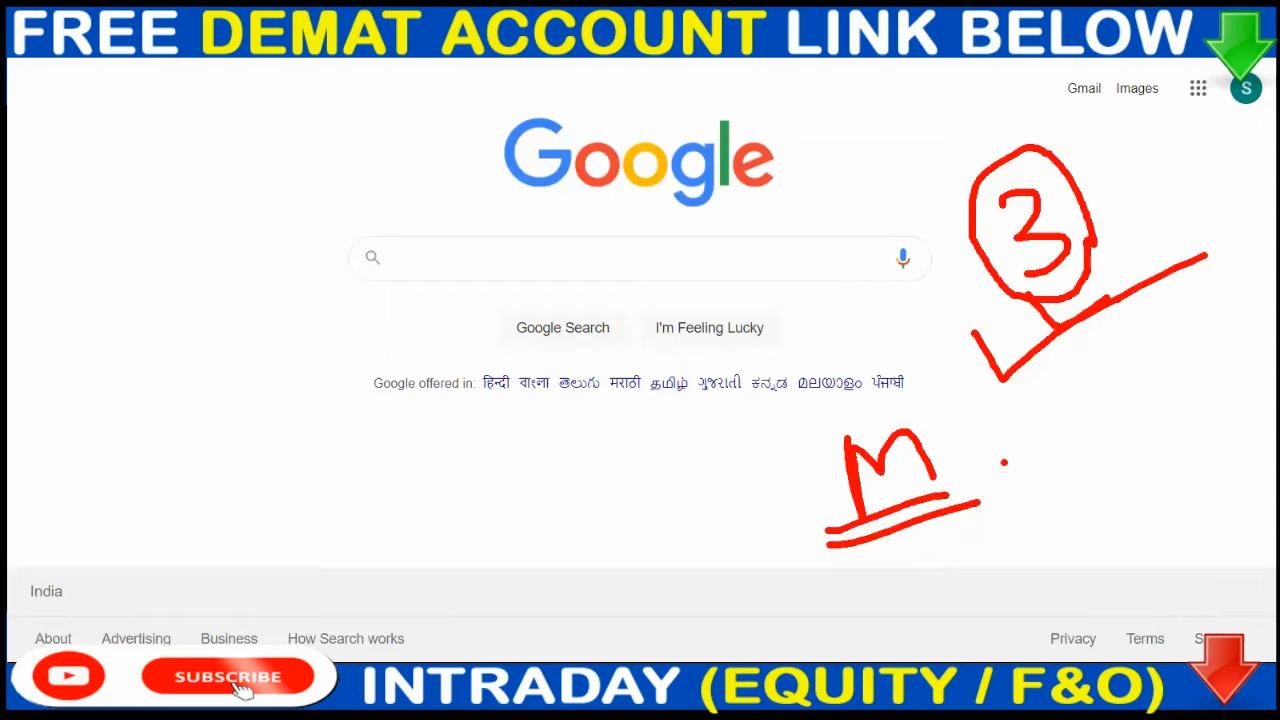 FREE DEMAT ACCOUNT LINK BELOW
Gmail Images S
Google
3
Google Search I'm Feeling Lucky
Google offered in: हिन्दी বাংলা తెలుగు मराठी தமிழ் ગુજરાતી ಕನ್ನಡ മലയാളം ਪੰਜਾਬੀ
M
India
About Advertising Business How Search works Privacy Terms
SUBSCRIBE
INTRADAY (EQUITY / F&O)